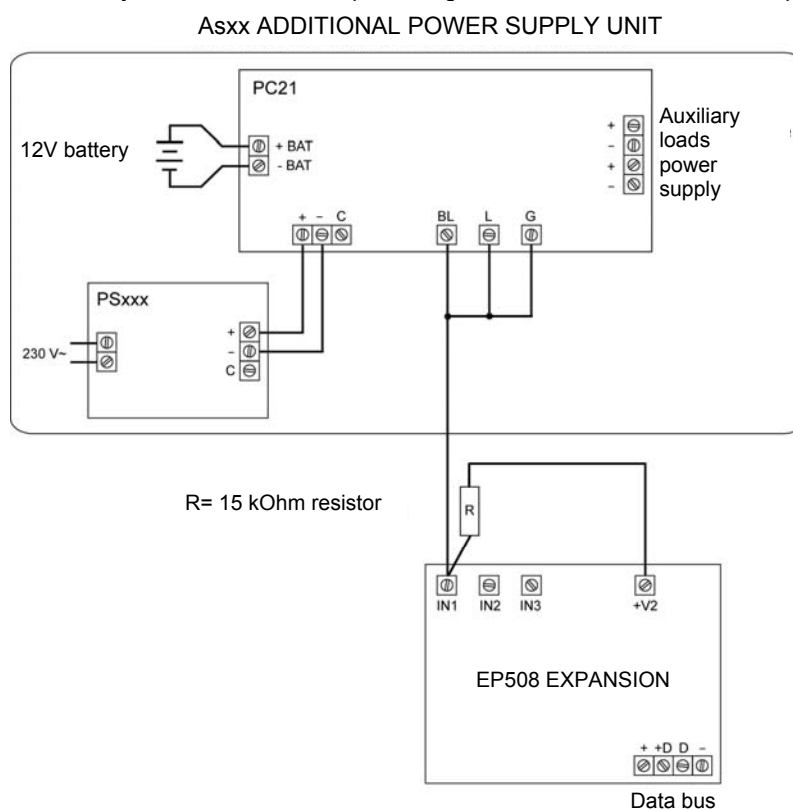 Asxx ADDITIONAL POWER SUPPLY UNIT
PC21
12V battery
+ BAT
- BAT
+
–
+
–
Auxiliary
loads
power
supply
+ – C
BL L G
PSxxx
230 V~
+
–
C
R= 15 kOhm resistor
R
IN1 IN2 IN3 +V2
EP508 EXPANSION
+ +D D –
Data bus